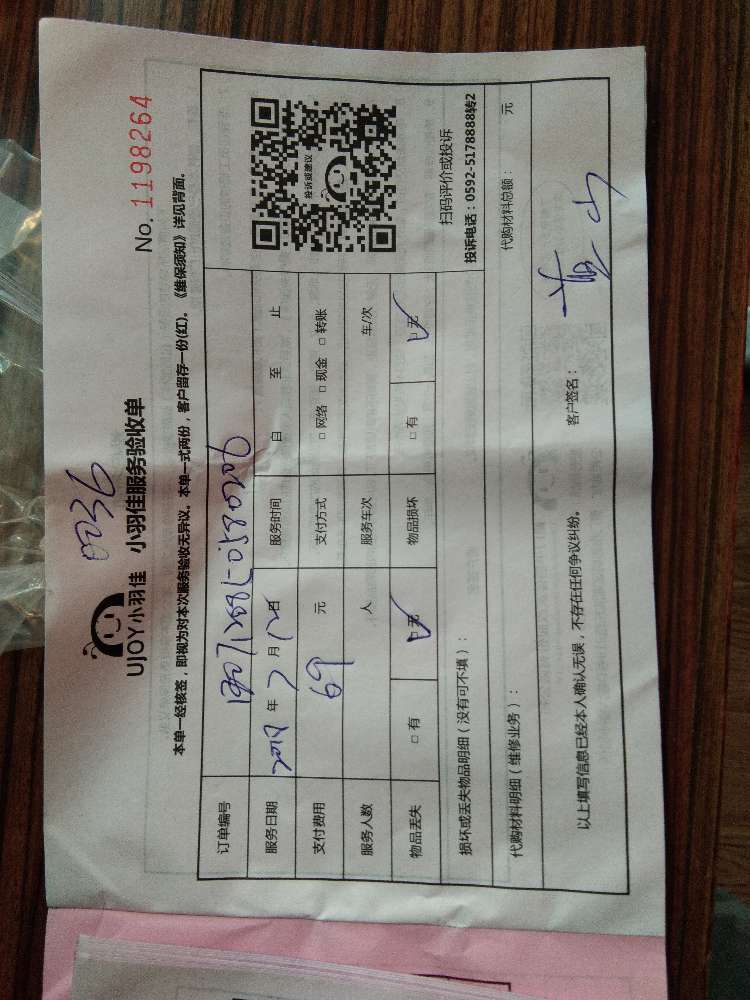 0236
No. 1198264
UJOY小羽佳 小羽佳服务验收单
本单一经核签，即视为对本次服务验收无异议。本单一式两份，客户留存一份(红)。《维保须知》详见背面。
订单编号
服务日期 年 7 月 12 日 服务时间 自 至 止
支付费用 69 元 支付方式 □ 网络 □ 现金 □ 转账
服务人数 人 服务车次 车/次
物品丢失 □ 有 □ 无 物品损坏 □ 有 □ 无
投诉或建议
扫码评价或投诉
投诉电话：0592-5178888转2
损坏或丢失物品明细（没有可不填）：
代购材料明细（维修业务）： 代购材料总额： 元
以上填写信息已经本人确认无误，不存在任何争议纠纷。 客户签名：